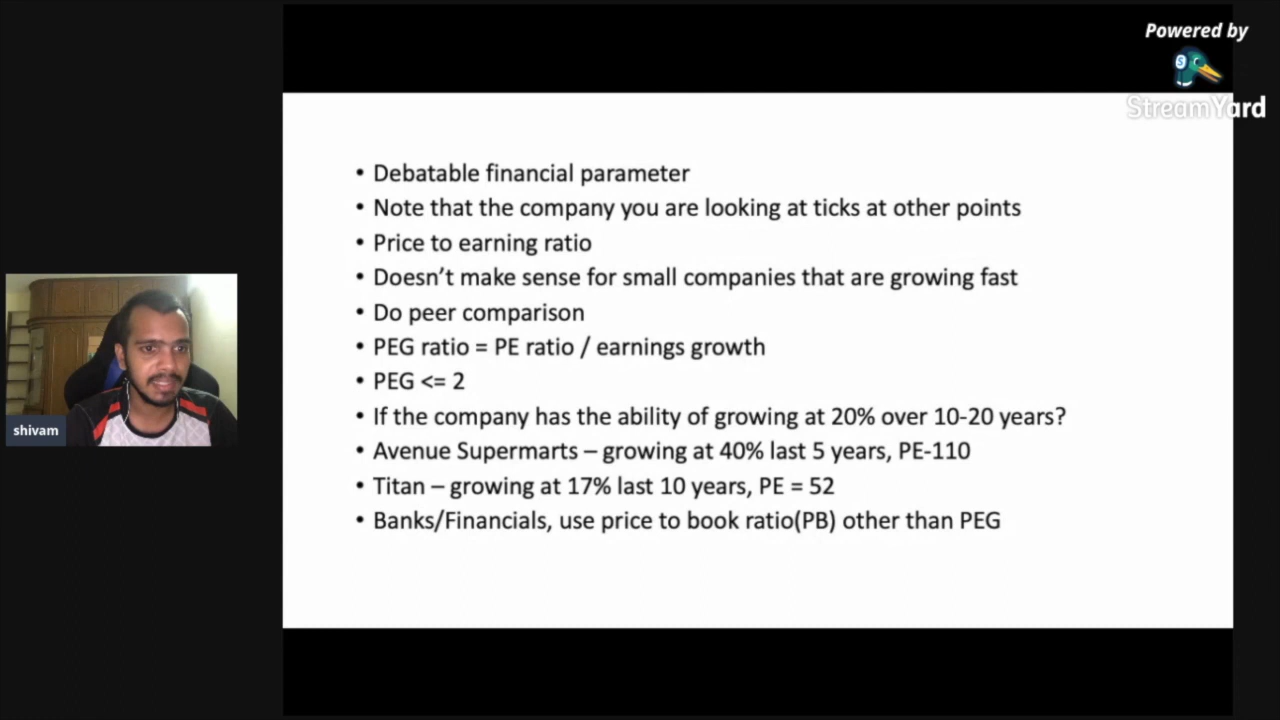 Powered by
StreamYard
• Debatable financial parameter
• Note that the company you are looking at ticks at other points
• Price to earning ratio
• Doesn’t make sense for small companies that are growing fast
• Do peer comparison
• PEG ratio = PE ratio / earnings growth
• PEG <= 2
• If the company has the ability of growing at 20% over 10-20 years?
• Avenue Supermarts – growing at 40% last 5 years, PE-110
• Titan – growing at 17% last 10 years, PE = 52
• Banks/Financials, use price to book ratio(PB) other than PEG
shivam